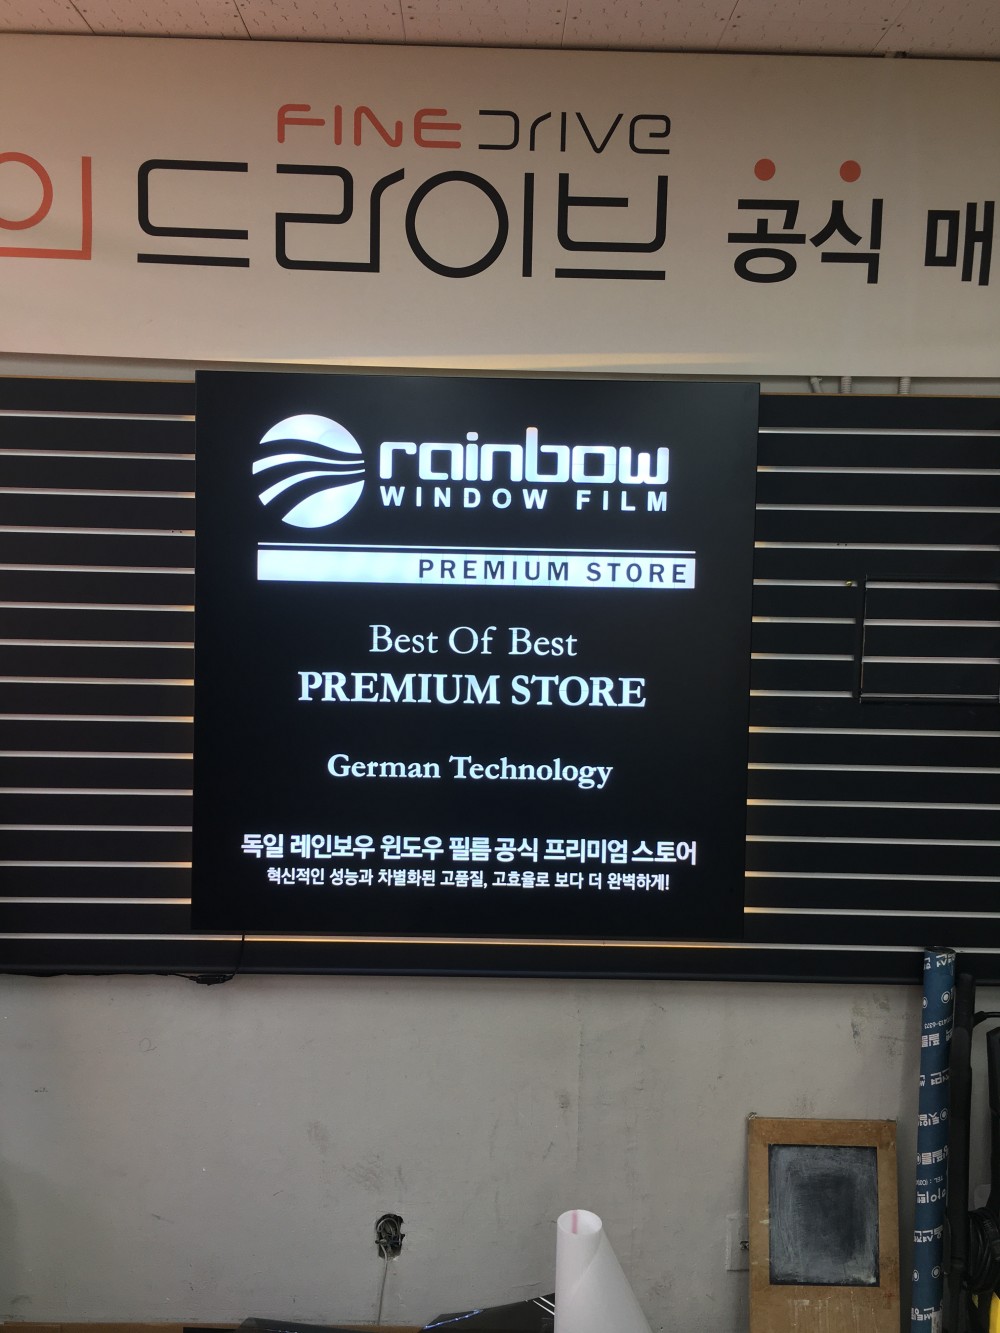 FINE DRIVE
드라이브 공식 매
rainbow
WINDOW FILM
PREMIUM STORE
Best Of Best
PREMIUM STORE
German Technology
독일 레인보우 윈도우 필름 공식 프리미엄 스토어
혁신적인 성능과 차별화된 고품질, 고효율로 보다 더 완벽하게!